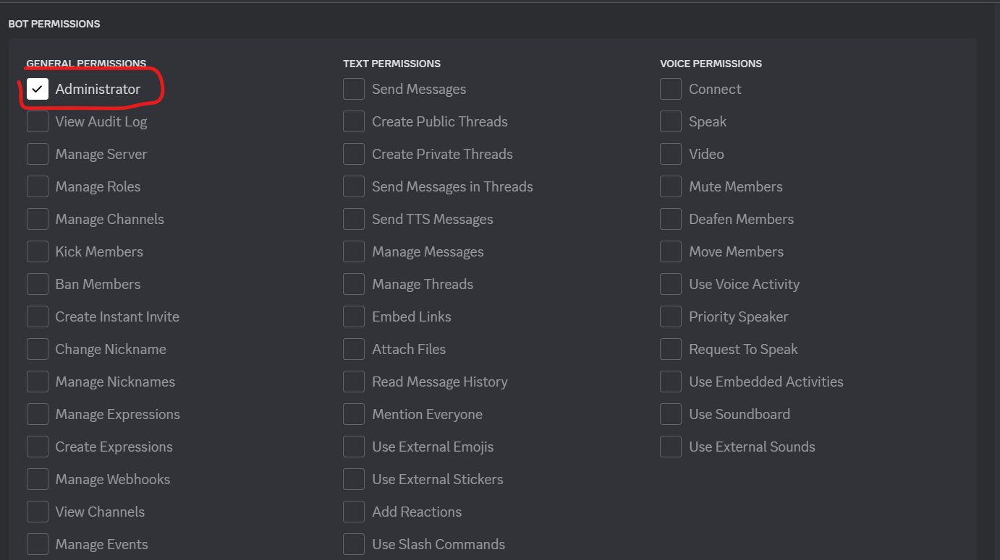 BOT PERMISSIONS
GENERAL PERMISSIONS
Administrator
View Audit Log
Manage Server
Manage Roles
Manage Channels
Kick Members
Ban Members
Create Instant Invite
Change Nickname
Manage Nicknames
Manage Expressions
Create Expressions
Manage Webhooks
View Channels
Manage Events
TEXT PERMISSIONS
Send Messages
Create Public Threads
Create Private Threads
Send Messages in Threads
Send TTS Messages
Manage Messages
Manage Threads
Embed Links
Attach Files
Read Message History
Mention Everyone
Use External Emojis
Use External Stickers
Add Reactions
Use Slash Commands
VOICE PERMISSIONS
Connect
Speak
Video
Mute Members
Deafen Members
Move Members
Use Voice Activity
Priority Speaker
Request To Speak
Use Embedded Activities
Use Soundboard
Use External Sounds